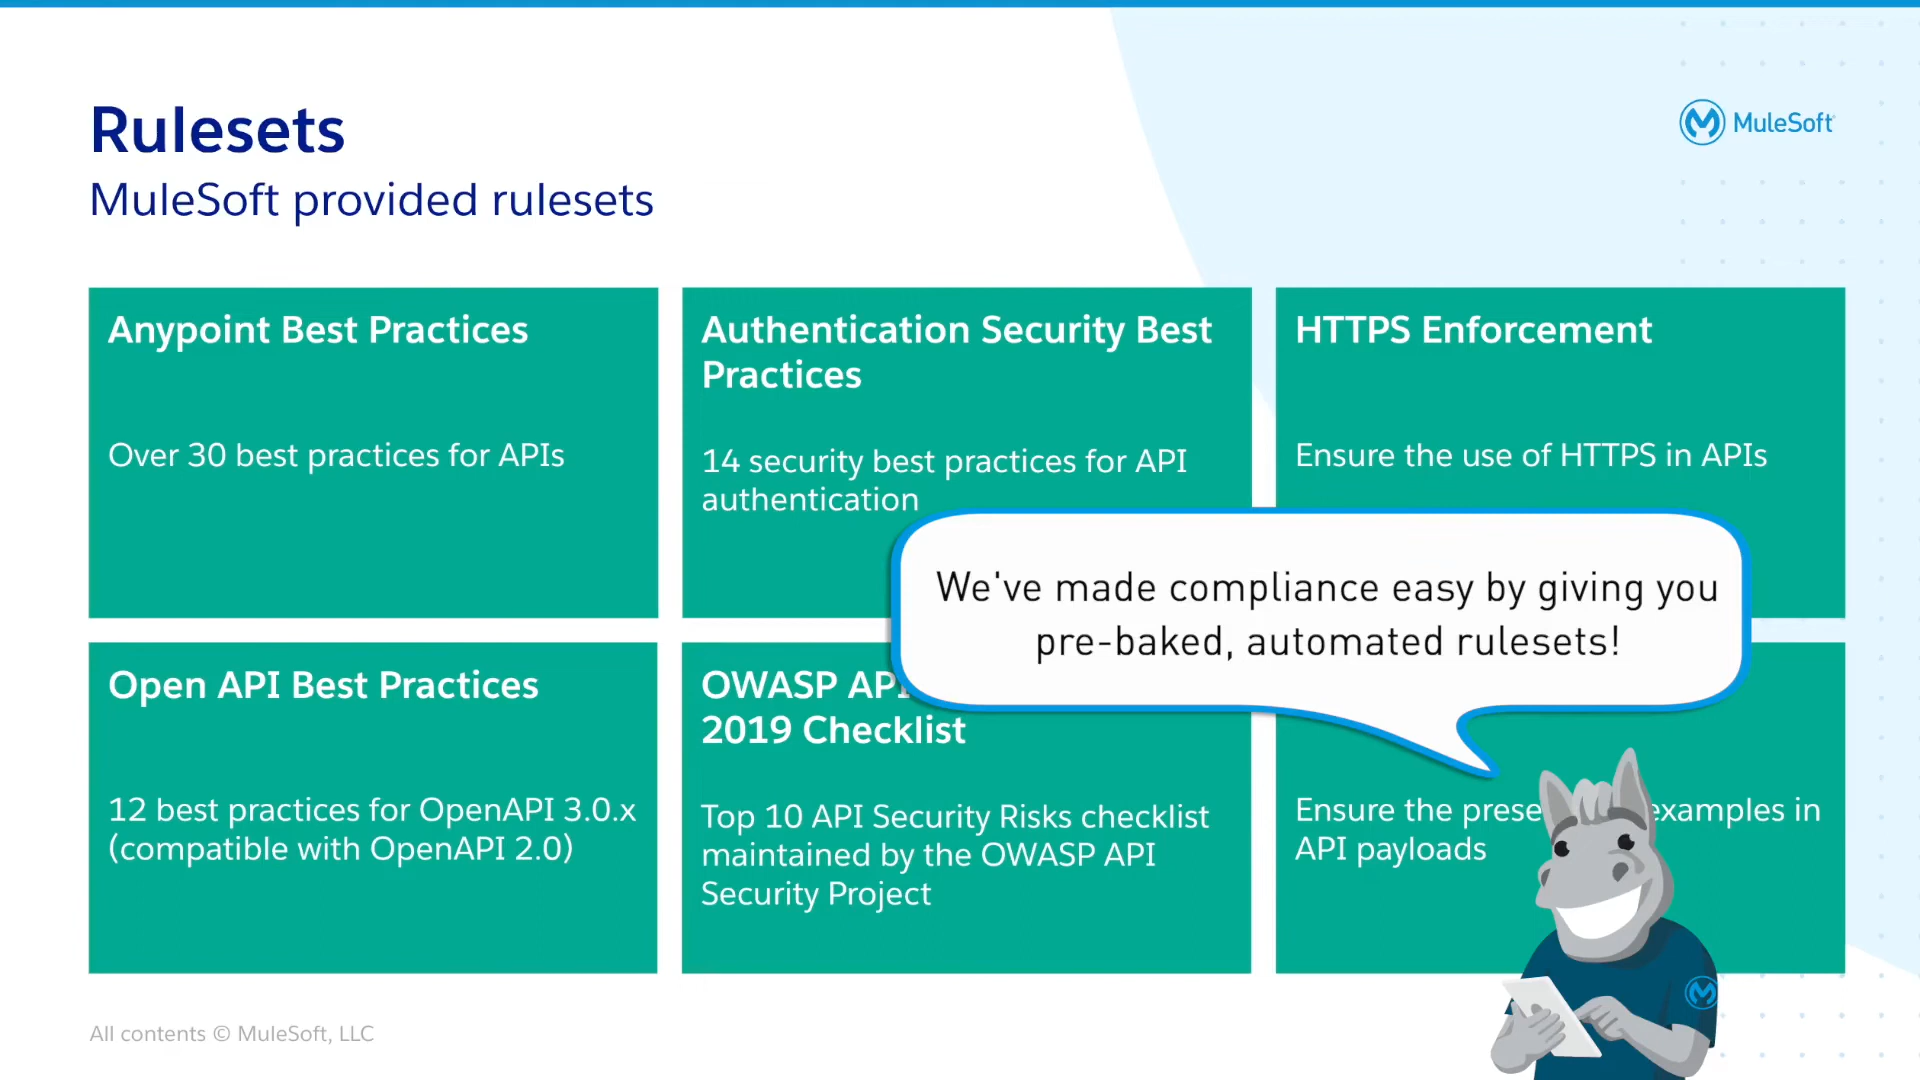 Rulesets
MuleSoft provided rulesets
MuleSoft
Anypoint Best Practices
Over 30 best practices for APIs
Authentication Security Best
Practices
14 security best practices for API
authentication
HTTPS Enforcement
Ensure the use of HTTPS in APIs
We've made compliance easy by giving you
pre-baked, automated rulesets!
Open API Best Practices
12 best practices for OpenAPI 3.0.x
(compatible with OpenAPI 2.0)
OWASP API
2019 Checklist
Top 10 API Security Risks checklist
maintained by the OWASP API
Security Project
Ensure the examples in
API payloads
All contents © MuleSoft, LLC